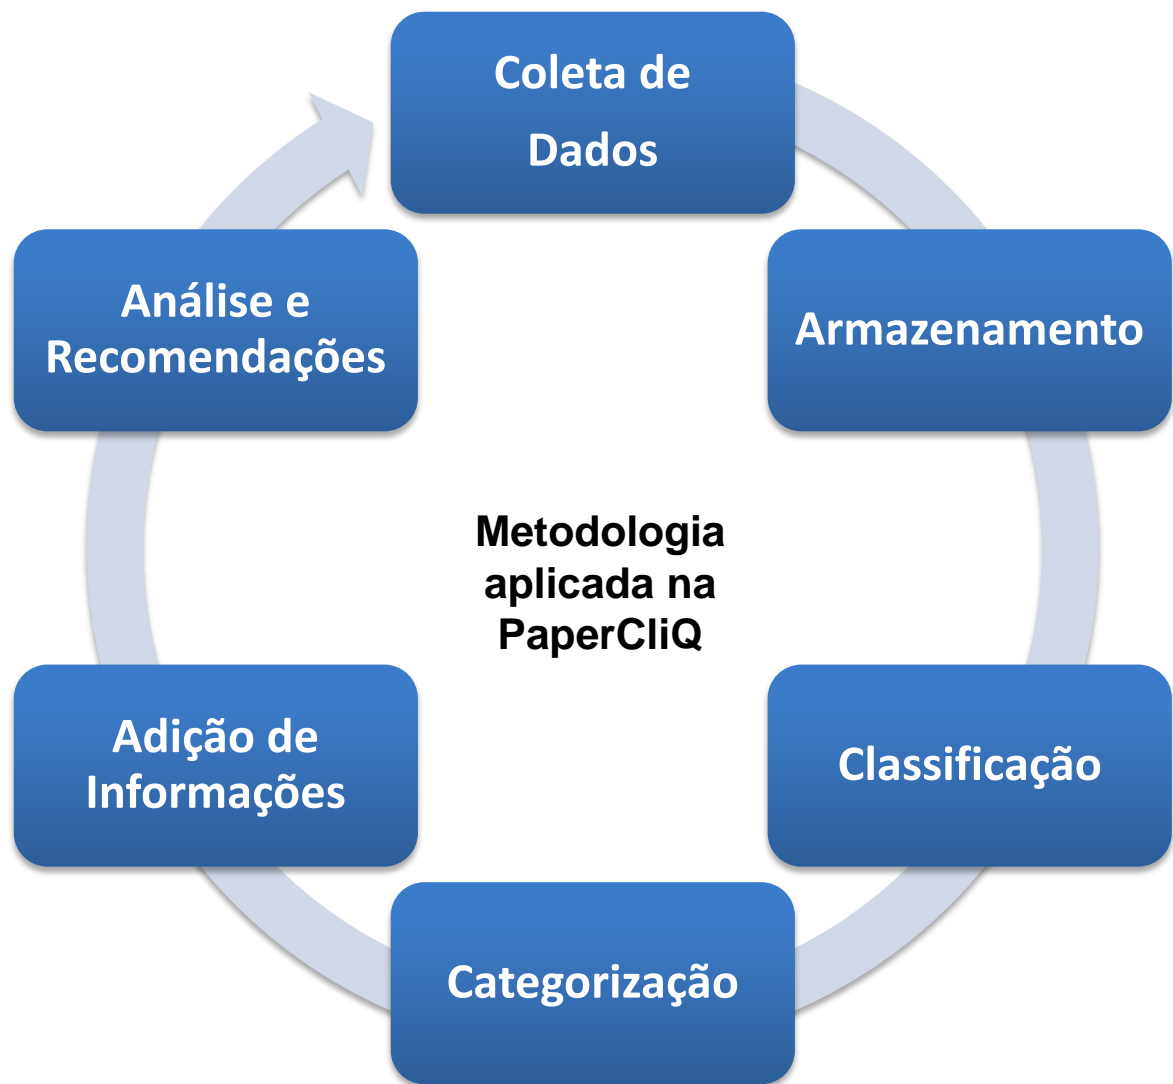 Coleta de
Dados
Armazenamento
Classificação
Categorização
Adição de
Informações
Análise e
Recomendações
Metodologia
aplicada na
PaperCliQ